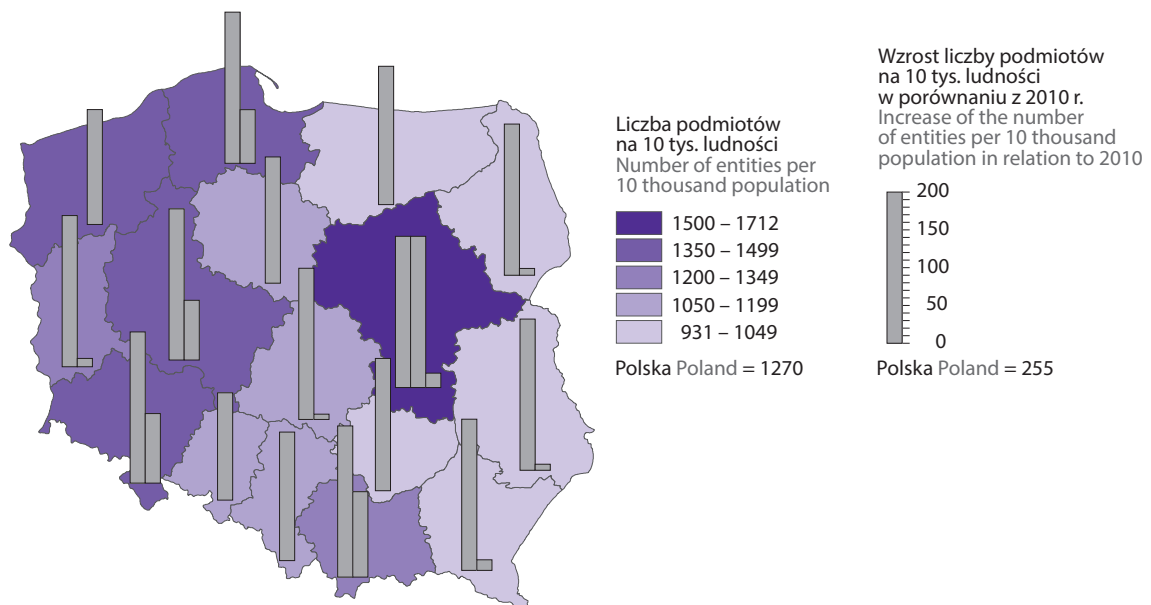 Liczba podmiotów
na 10 tys. ludności
Number of entities per
10 thousand population
1500 – 1712
1350 – 1499
1200 – 1349
1050 – 1199
931 – 1049
Polska Poland = 1270
Wzrost liczby podmiotów
na 10 tys. ludności
w porównaniu z 2010 r.
Increase of the number
of entities per 10 thousand
population in relation to 2010
200
150
100
50
0
Polska Poland = 255